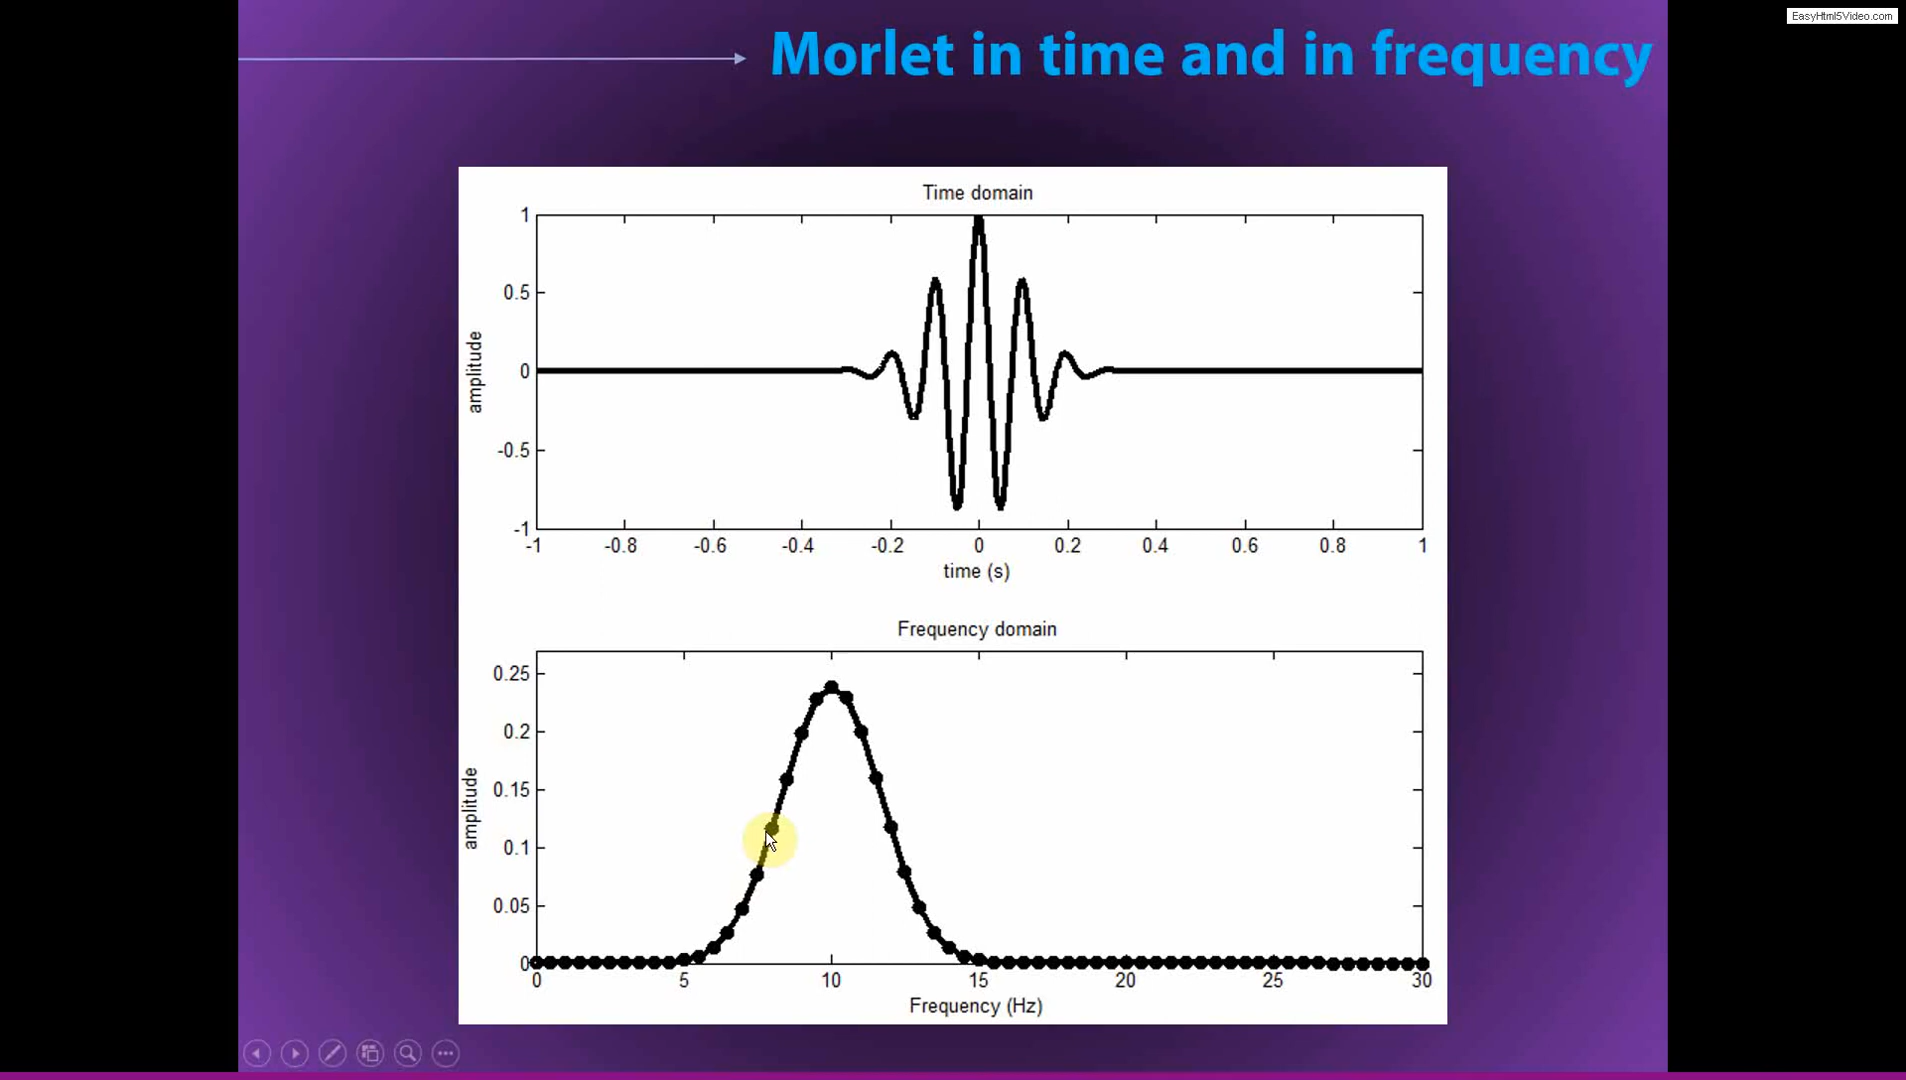 EasyHtml5Video.com
Morlet in time and in frequency
Time domain
1
0.5
0
-0.5
-1
amplitude
-1 -0.8 -0.6 -0.4 -0.2 0 0.2 0.4 0.6 0.8 1
time (s)
Frequency domain
0.25
0.2
0.15
0.1
0.05
0
amplitude
0 5 10 15 20 25 30
Frequency (Hz)